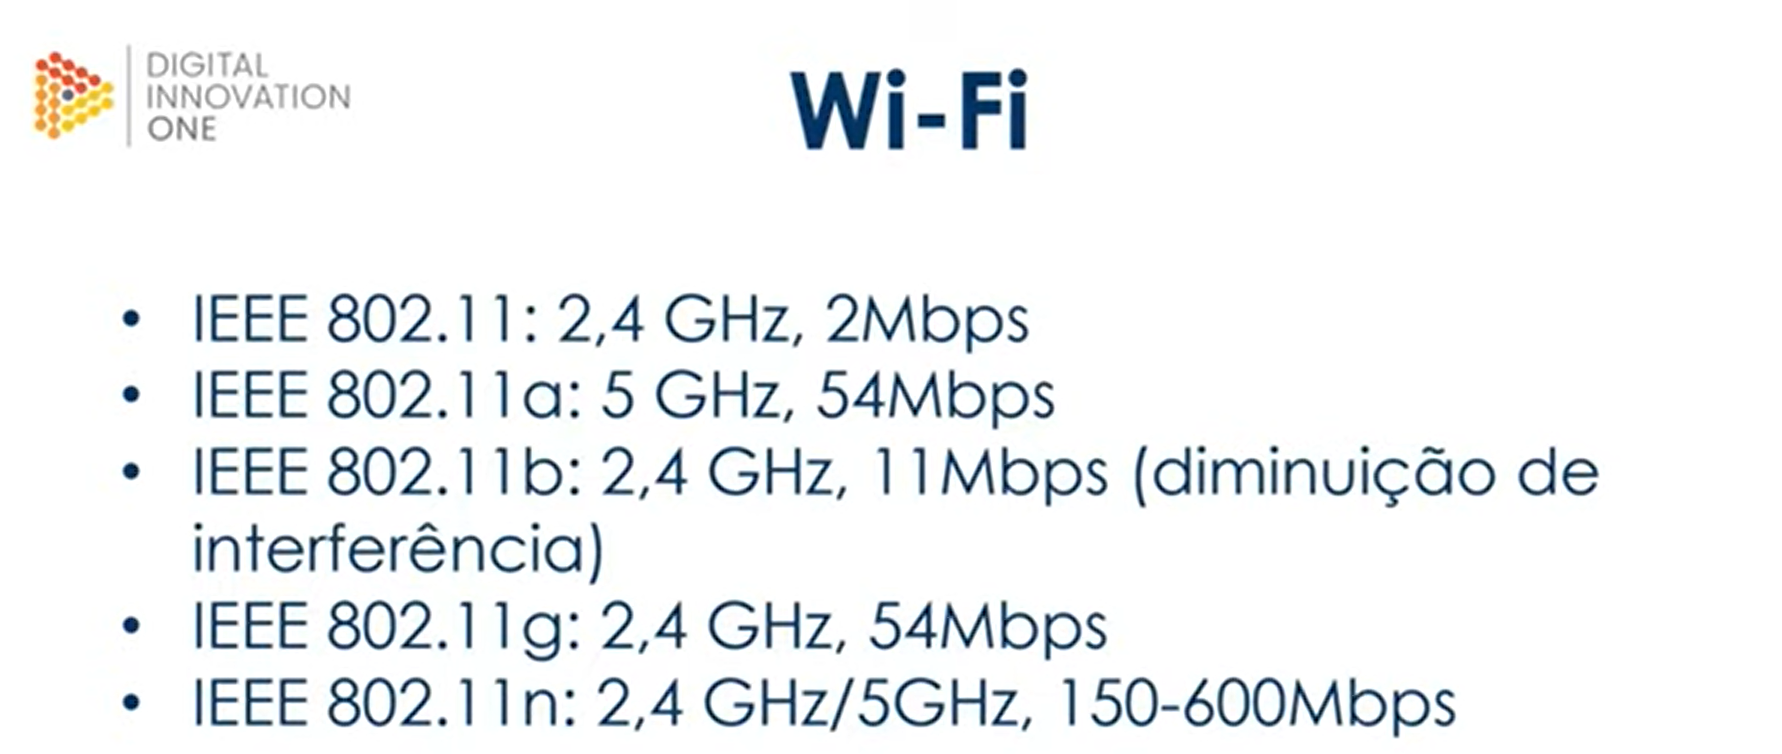 DIGITAL
INNOVATION
ONE
Wi-Fi
• IEEE 802.11: 2,4 GHz, 2Mbps
• IEEE 802.11a: 5 GHz, 54Mbps
• IEEE 802.11b: 2,4 GHz, 11Mbps (diminuição de
interferência)
• IEEE 802.11g: 2,4 GHz, 54Mbps
• IEEE 802.11n: 2,4 GHz/5GHz, 150-600Mbps